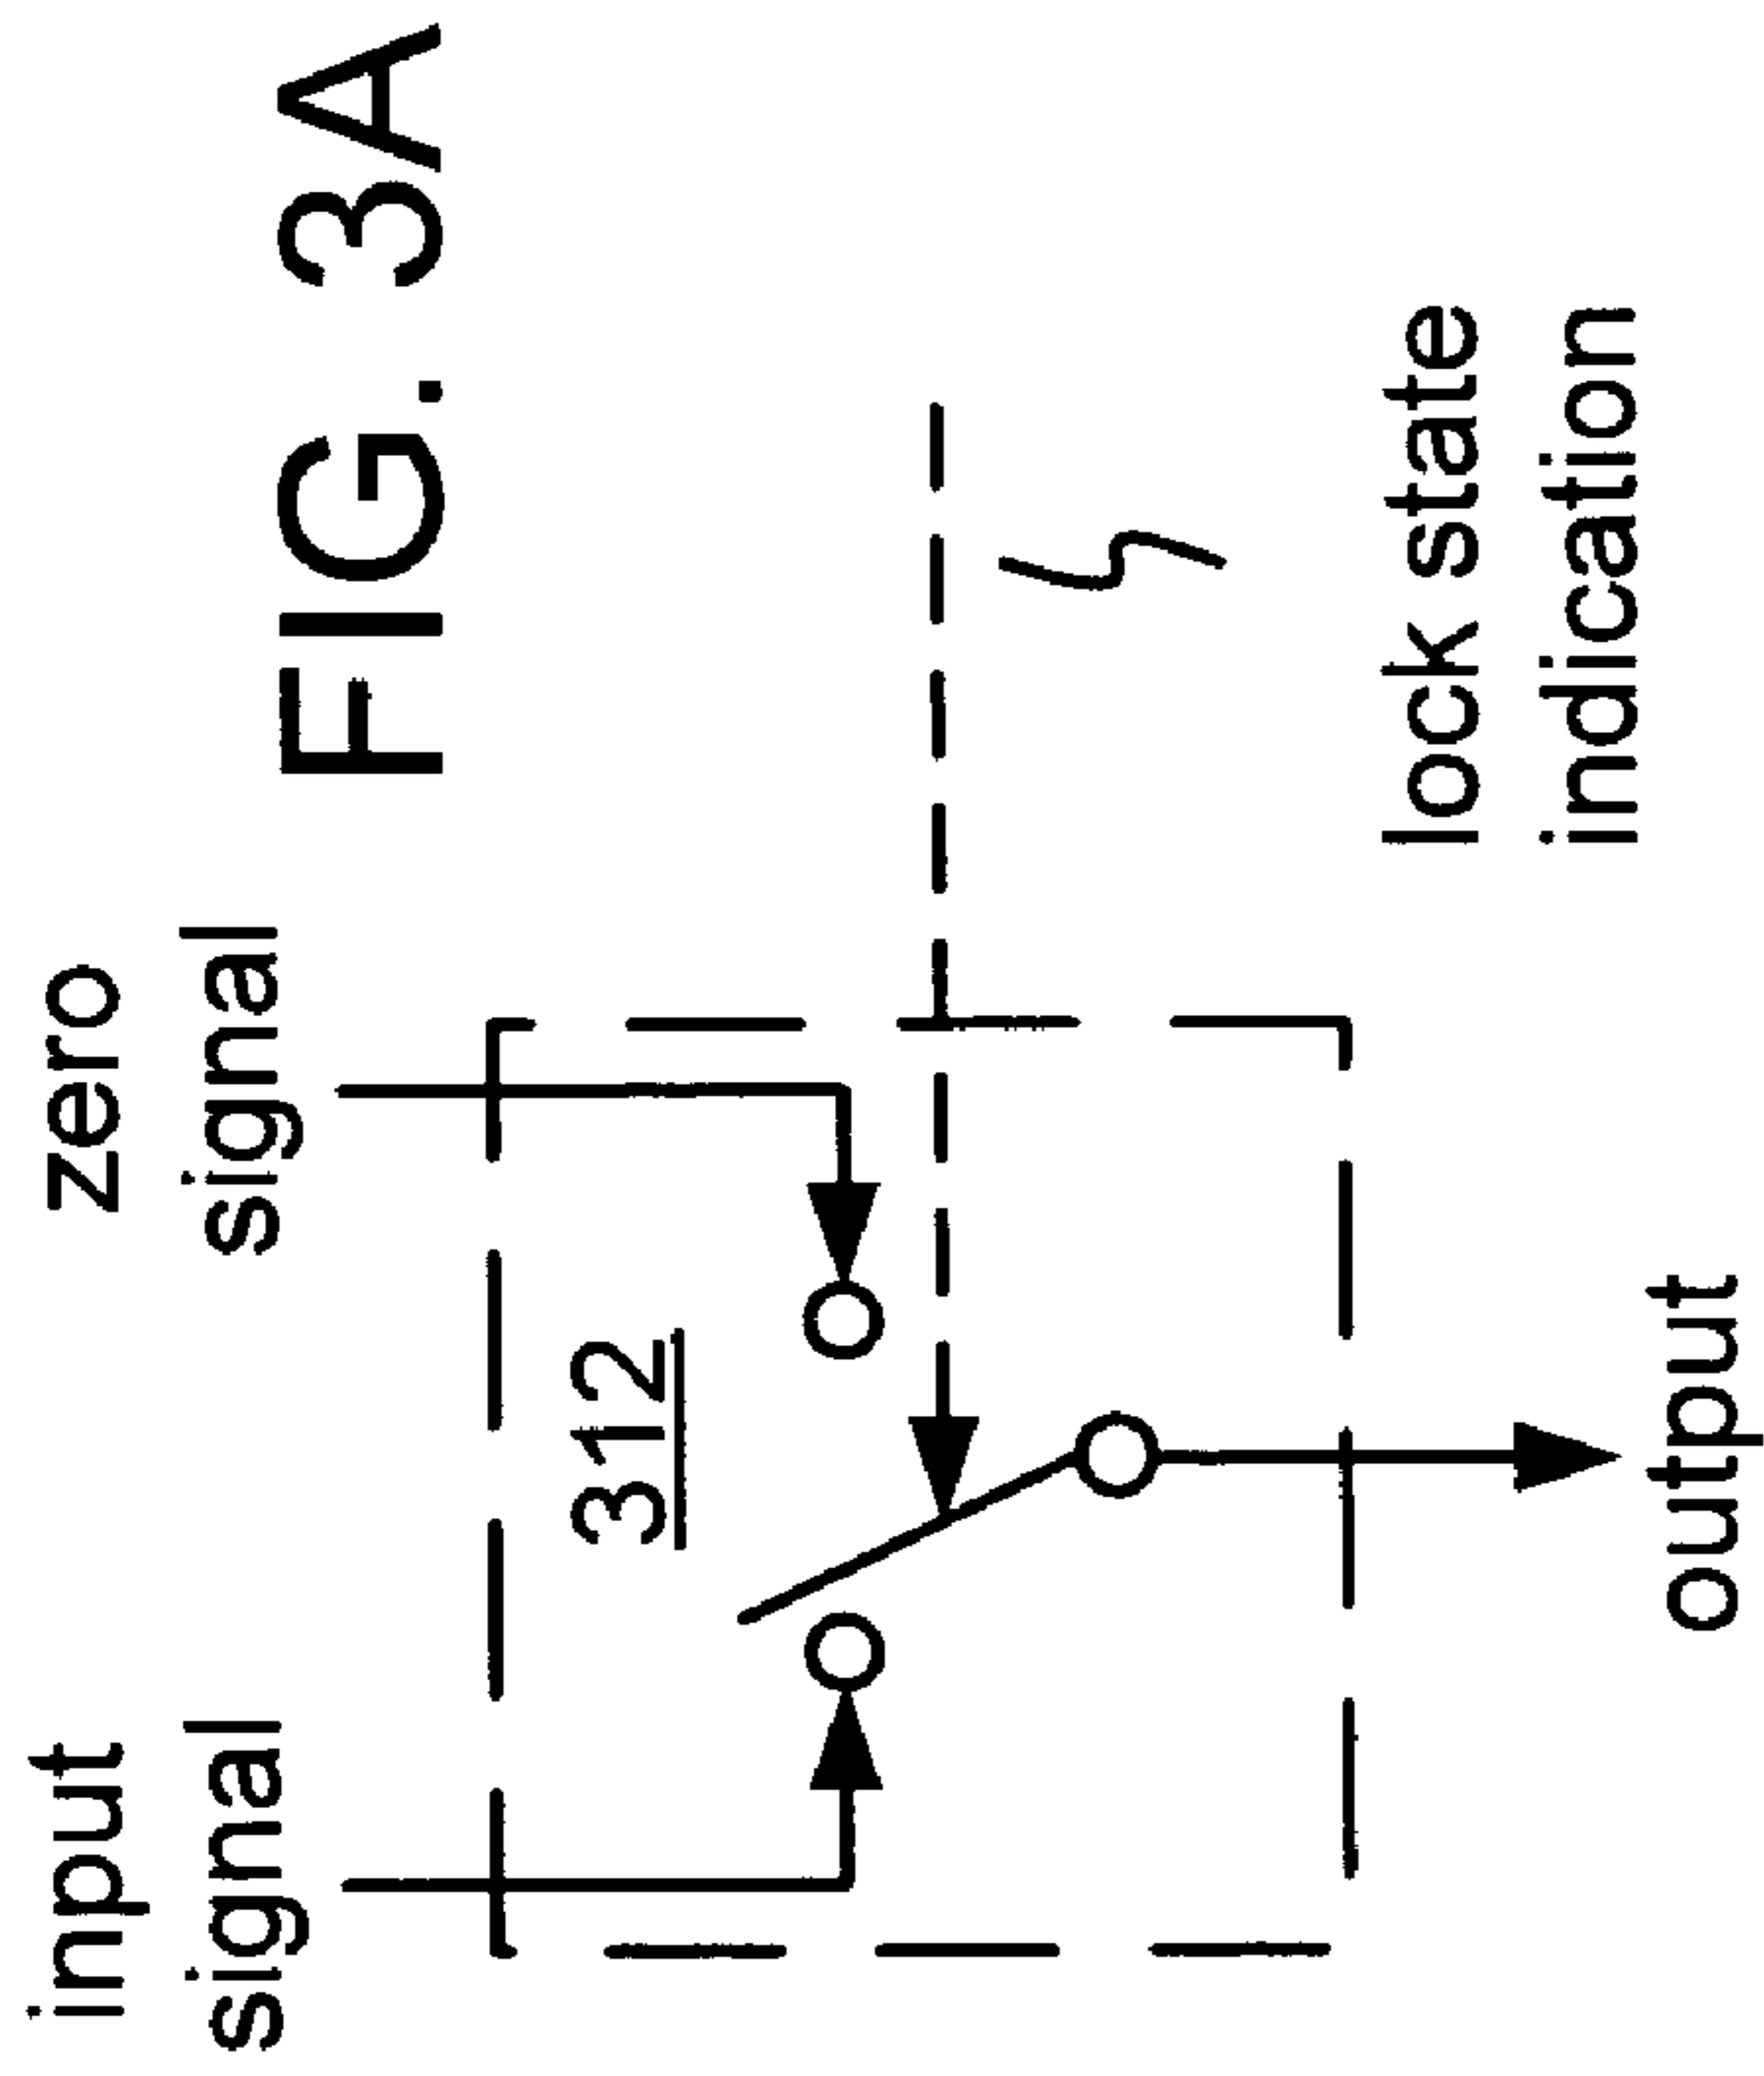 FIG. 3A
input
signal
zero
signal
312
lock state
indication
output